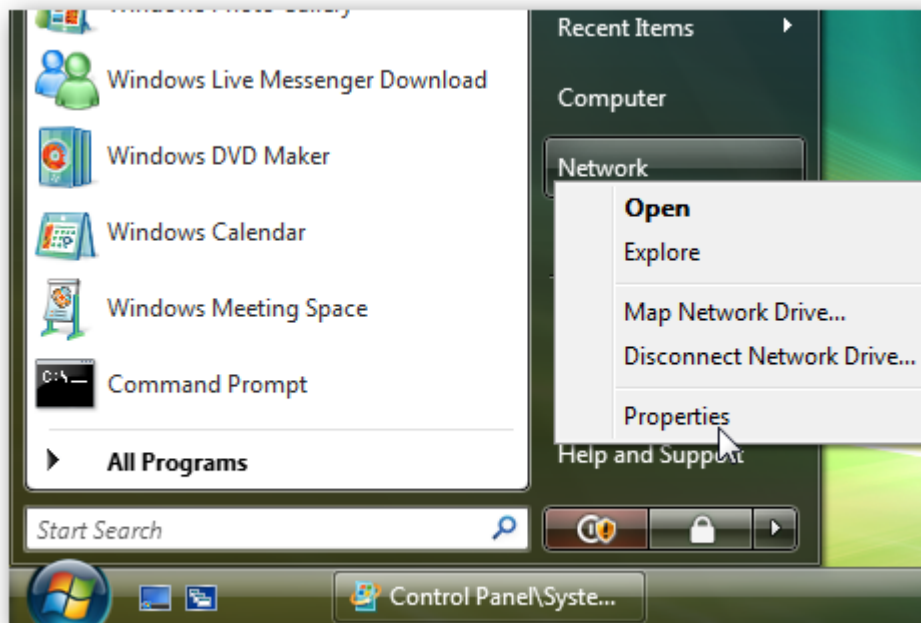 Recent Items
Windows Live Messenger Download
Computer
Windows DVD Maker
Network
Open
Windows Calendar
Explore
Windows Meeting Space
Map Network Drive...
Disconnect Network Drive...
Command Prompt
Properties
All Programs
Help and Support
Start Search
Control Panel\Syste...